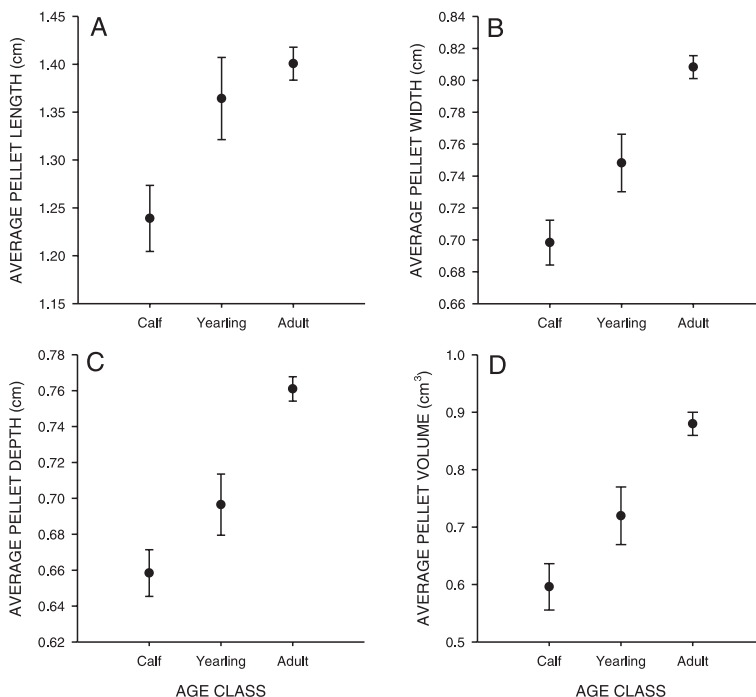 A
AVERAGE PELLET LENGTH (cm)
1.45
1.40
1.35
1.30
1.25
1.20
1.15
Calf Yearling Adult
B
AVERAGE PELLET WIDTH (cm)
0.84
0.82
0.80
0.78
0.76
0.74
0.72
0.70
0.68
0.66
Calf Yearling Adult
C
AVERAGE PELLET DEPTH (cm)
0.78
0.76
0.74
0.72
0.70
0.68
0.66
0.64
0.62
Calf Yearling Adult
AGE CLASS
D
AVERAGE PELLET VOLUME (cm³)
1.0
0.9
0.8
0.7
0.6
0.5
Calf Yearling Adult
AGE CLASS